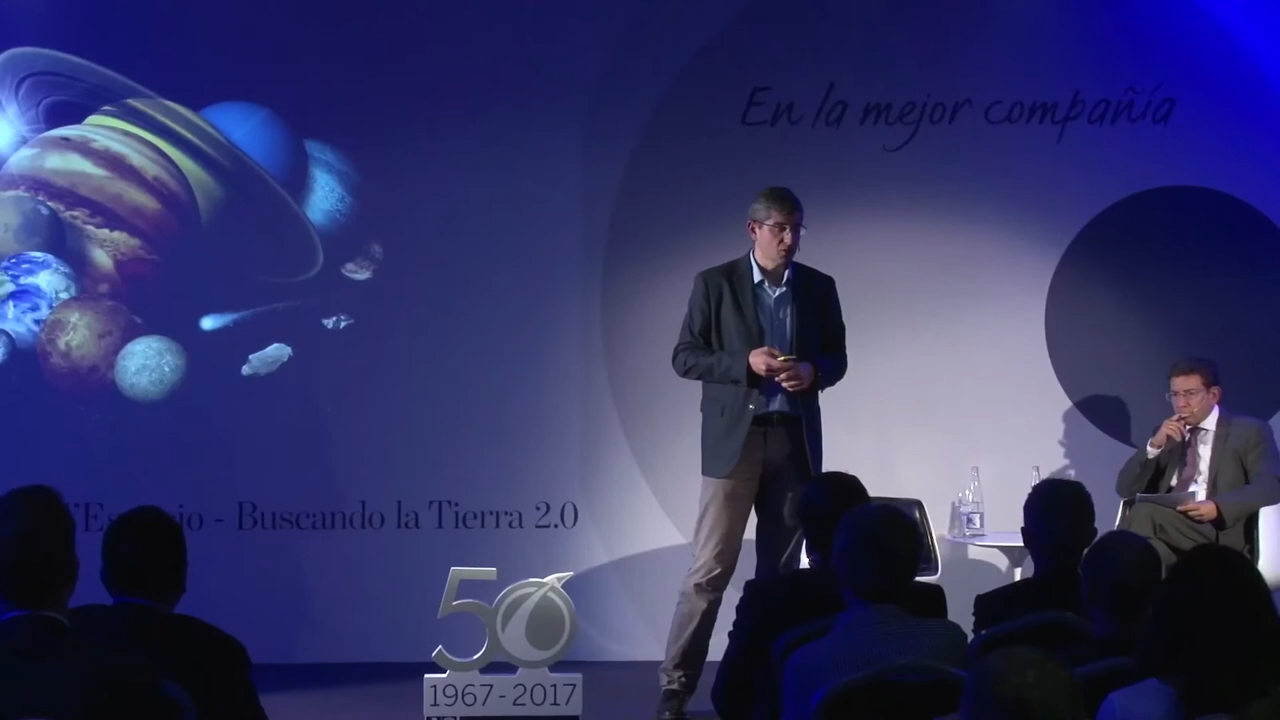 En la mejor compañía
- Buscando la Tierra 2.0
50
1967 - 2017